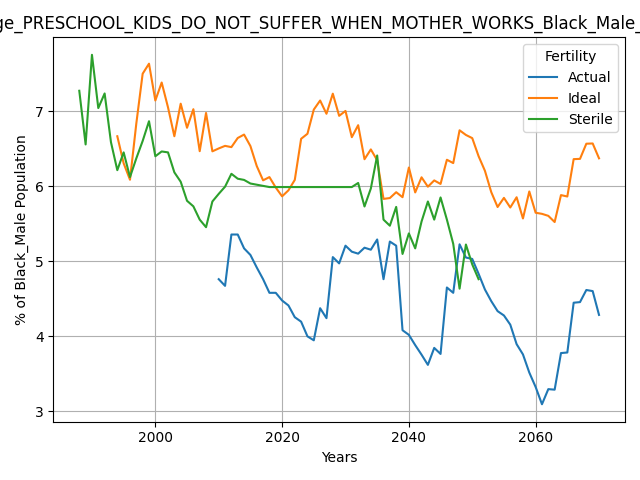 ge_PRESCHOOL_KIDS_DO_NOT_SUFFER_WHEN_MOTHER_WORKS_Black_Male_
Fertility
Actual
Ideal
Sterile
% of Black_Male Population
7
6
5
4
3
2000 2020 2040 2060
Years